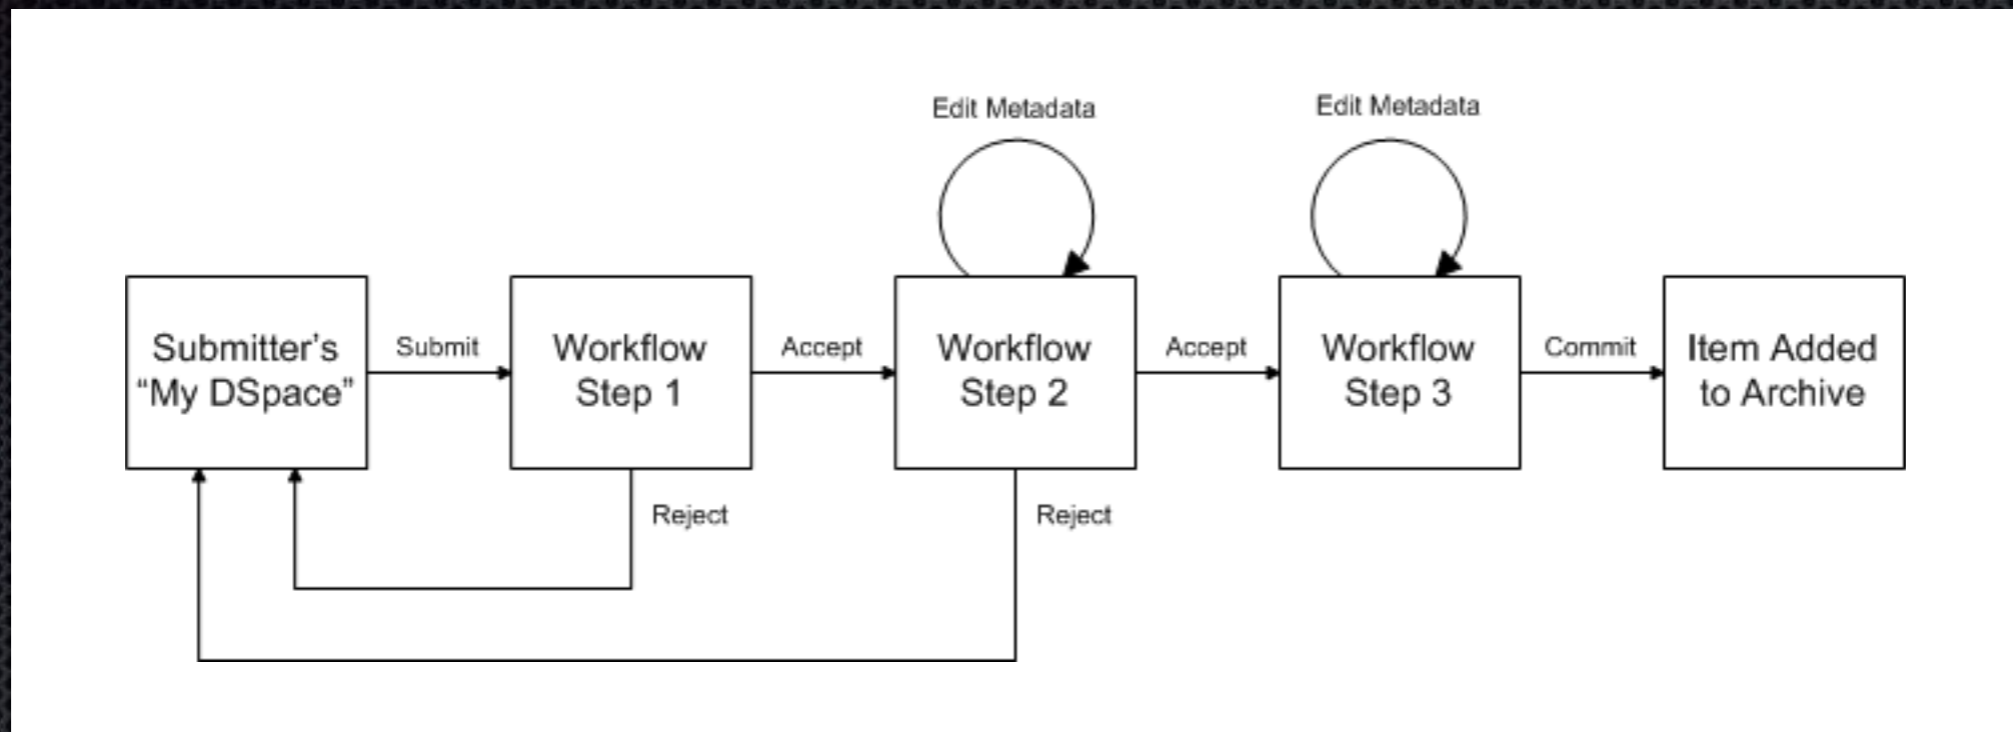 Edit Metadata
Edit Metadata
Submitter’s
“My DSpace”
Submit
Workflow
Step 1
Accept
Workflow
Step 2
Accept
Workflow
Step 3
Commit
Item Added
to Archive
Reject
Reject